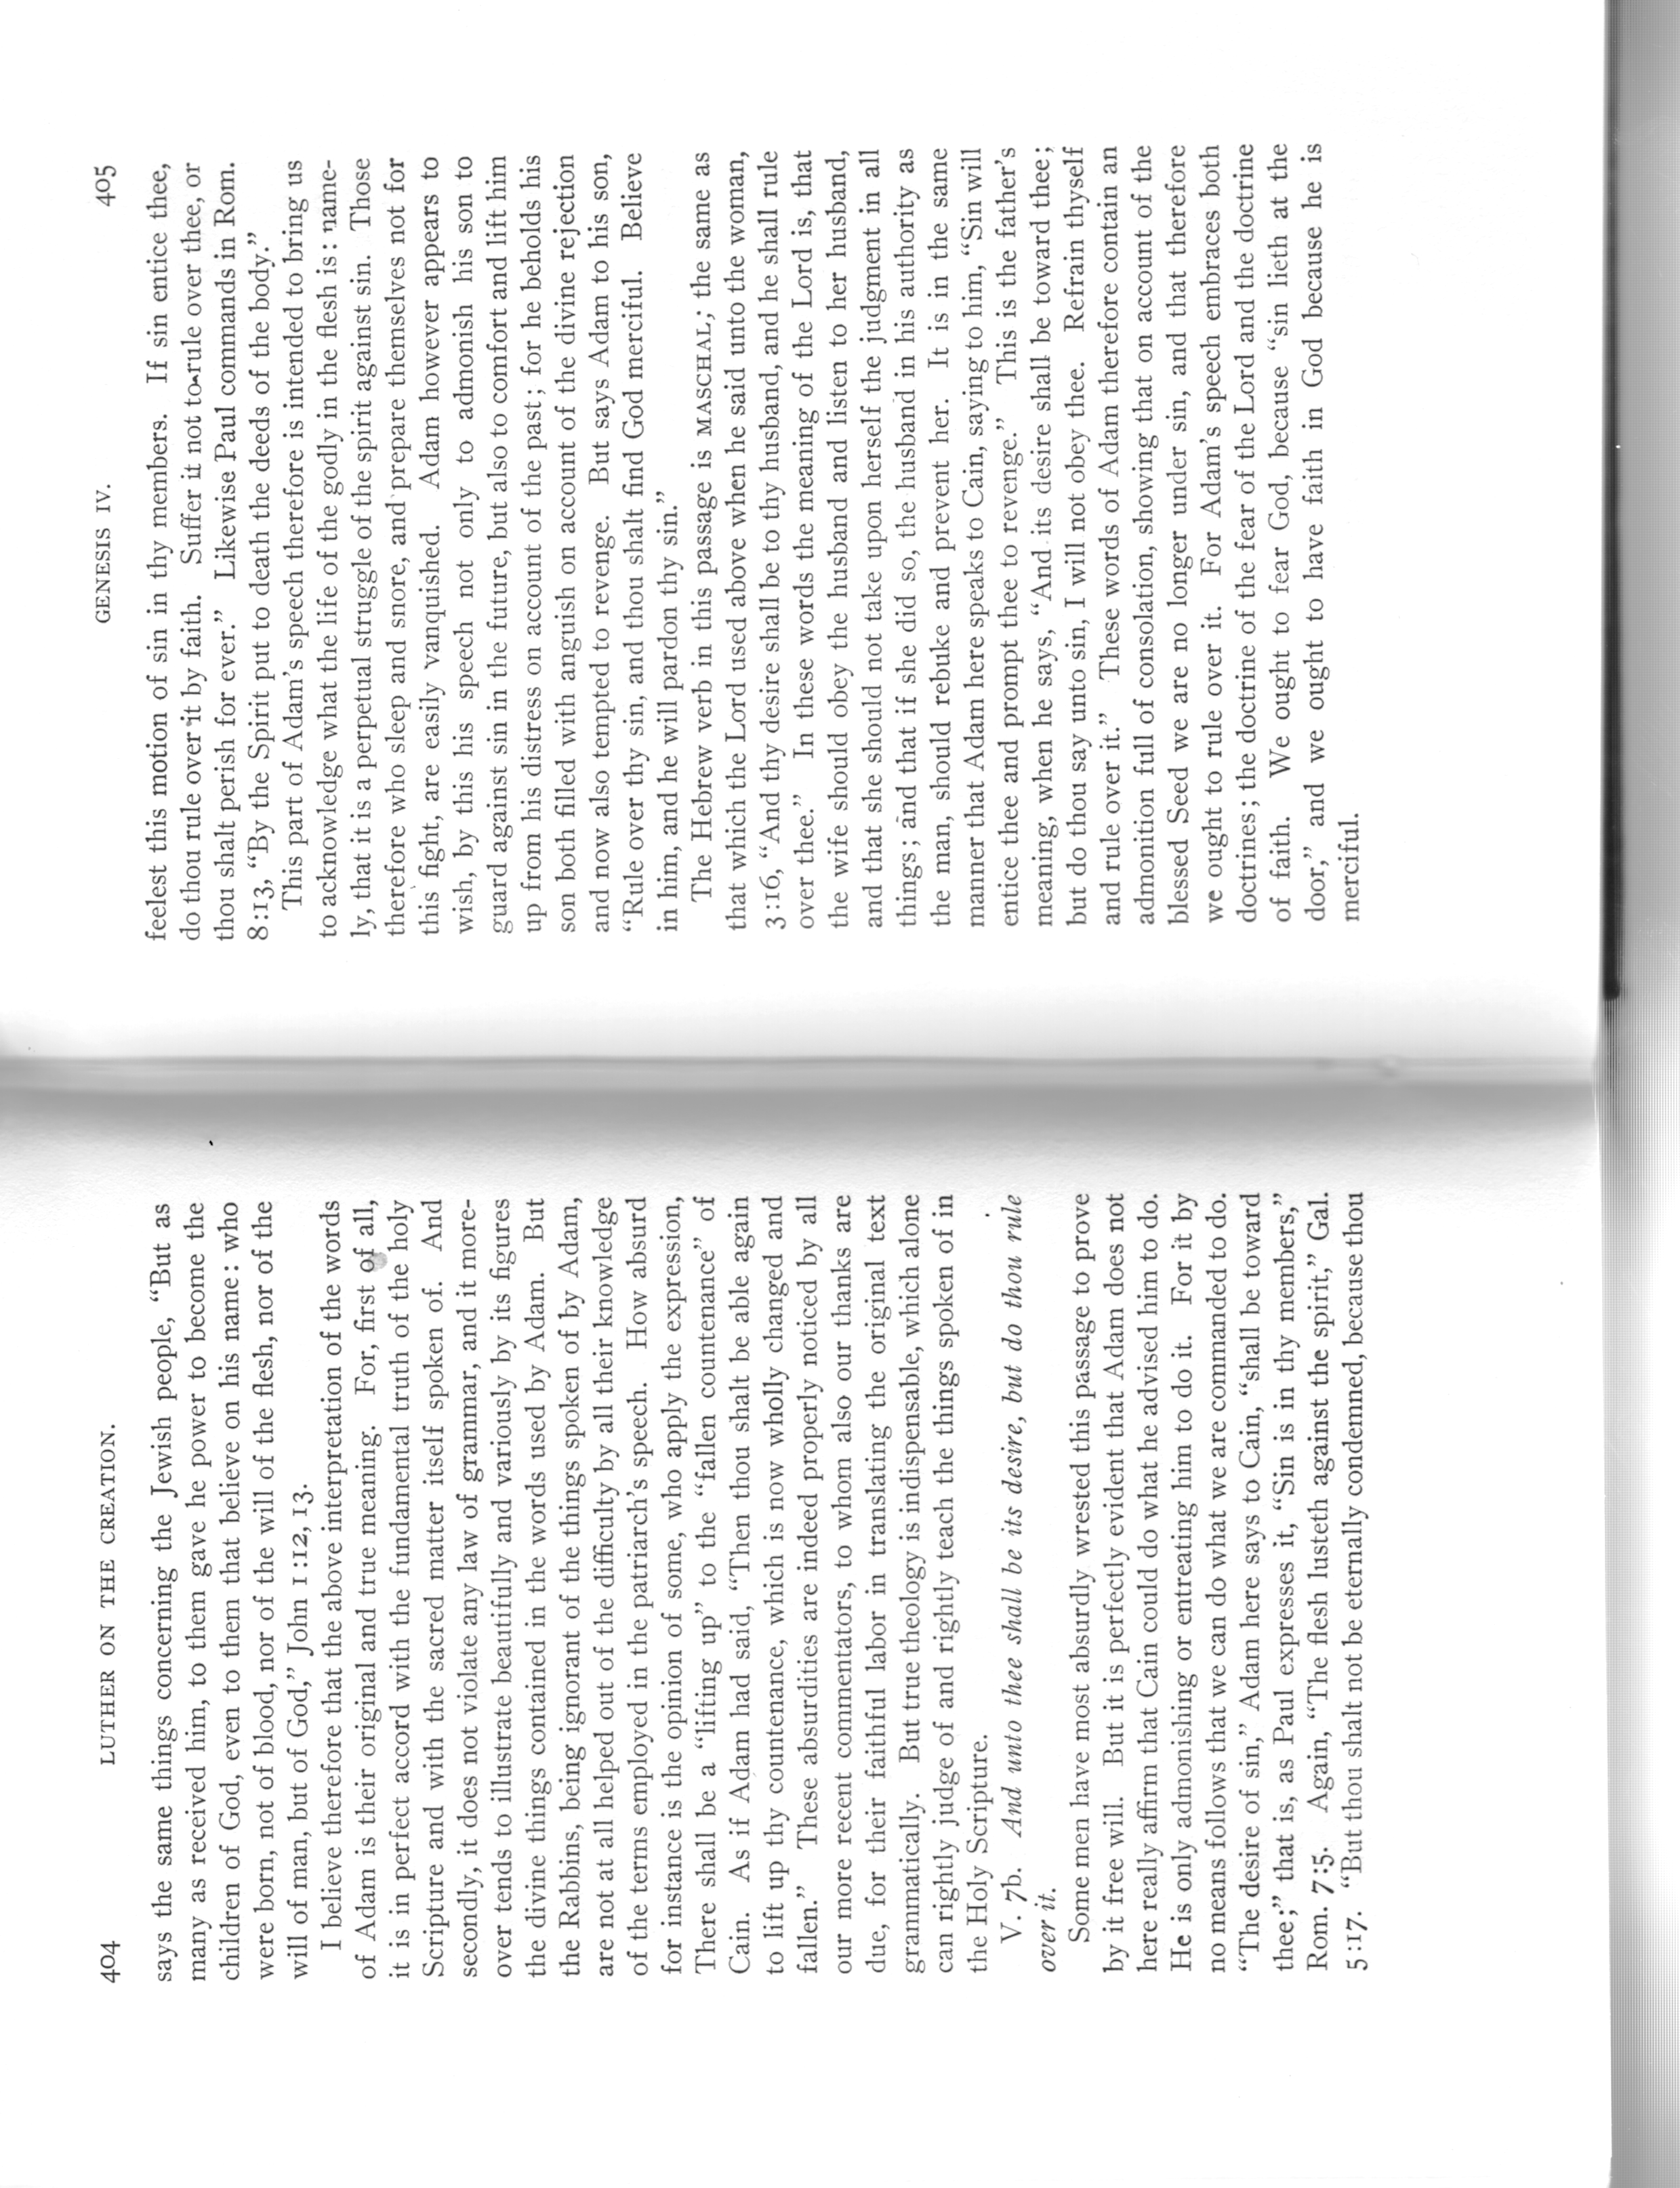 404 LUTHER ON THE CREATION.
says the same things concerning the Jewish people, “But as
many as received him, to them gave he power to become the
children of God, even to them that believe on his name: who
were born, not of blood, nor of the will of the flesh, nor of the
will of man, but of God,” John 1:12, 13.
I believe therefore that the above interpretation of the words
of Adam is their original and true meaning. For, first of all,
it is in perfect accord with the fundamental truth of the holy
Scripture and with the sacred matter itself spoken of. And
secondly, it does not violate any law of grammar, and it more-
over tends to illustrate beautifully and variously by its figures
the divine things contained in the words used by Adam. But
the Rabbins, being ignorant of the things spoken of by Adam,
are not at all helped out of the difficulty by all their knowledge
of the terms employed in the patriarch’s speech. How absurd
for instance is the opinion of some, who apply the expression,
There shall be a “lifting up” to the “fallen countenance” of
Cain. As if Adam had said, “Then thou shalt be able again
to lift up thy countenance, which is now wholly changed and
fallen.” These absurdities are indeed properly noticed by all
our more recent commentators, to whom also our thanks are
due, for their faithful labor in translating the original text
grammatically. But true theology is indispensable, which alone
can rightly judge of and rightly teach the things spoken of in
the Holy Scripture.
V. 7b. And unto thee shall be its desire, but do thou rule
over it.
Some men have most absurdly wrested this passage to prove
by it free will. But it is perfectly evident that Adam does not
here really affirm that Cain could do what he advised him to do.
He is only admonishing or entreating him to do it. For it by
no means follows that we can do what we are commanded to do.
“The desire of sin,” Adam here says to Cain, “shall be toward
thee;” that is, as Paul expresses it, “Sin is in thy members,”
Rom. 7:5. Again, “The flesh lusteth against the spirit,” Gal.
5:17. “But thou shalt not be eternally condemned, because thou
GENESIS IV. 405
feelest this motion of sin in thy members. If sin entice thee,
do thou rule over it by faith. Suffer it not to rule over thee, or
thou shalt perish for ever.” Likewise Paul commands in Rom.
8:13, “By the Spirit put to death the deeds of the body.”
This part of Adam’s speech therefore is intended to bring us
to acknowledge what the life of the godly in the flesh is: name-
ly, that it is a perpetual struggle of the spirit against sin. Those
therefore who sleep and snore, and prepare themselves not for
this fight, are easily vanquished. Adam however appears to
wish, by this his speech not only to admonish his son to
guard against sin in the future, but also to comfort and lift him
up from his distress on account of the past; for he beholds his
son both filled with anguish on account of the divine rejection
and now also tempted to revenge. But says Adam to his son,
“Rule over thy sin, and thou shalt find God merciful. Believe
in him, and he will pardon thy sin.”
The Hebrew verb in this passage is MASCHAL; the same as
that which the Lord used above when he said unto the woman,
3:16, “And thy desire shall be to thy husband, and he shall rule
over thee.” In these words the meaning of the Lord is, that
the wife should obey the husband and listen to her husband,
and that she should not take upon herself the judgment in all
things; and that if she did so, the husband in his authority as
the man, should rebuke and prevent her. It is in the same
manner that Adam here speaks to Cain, saying to him, “Sin will
entice thee and prompt thee to revenge.” This is the father’s
meaning, when he says, “And its desire shall be toward thee;
but do thou say unto sin, I will not obey thee. Refrain thyself
and rule over it.” These words of Adam therefore contain an
admonition full of consolation, showing that on account of the
blessed Seed we are no longer under sin, and that therefore
we ought to rule over it. For Adam’s speech embraces both
doctrines; the doctrine of the fear of the Lord and the doctrine
of faith. We ought to fear God, because “sin lieth at the
door,” and we ought to have faith in God because he is
merciful.